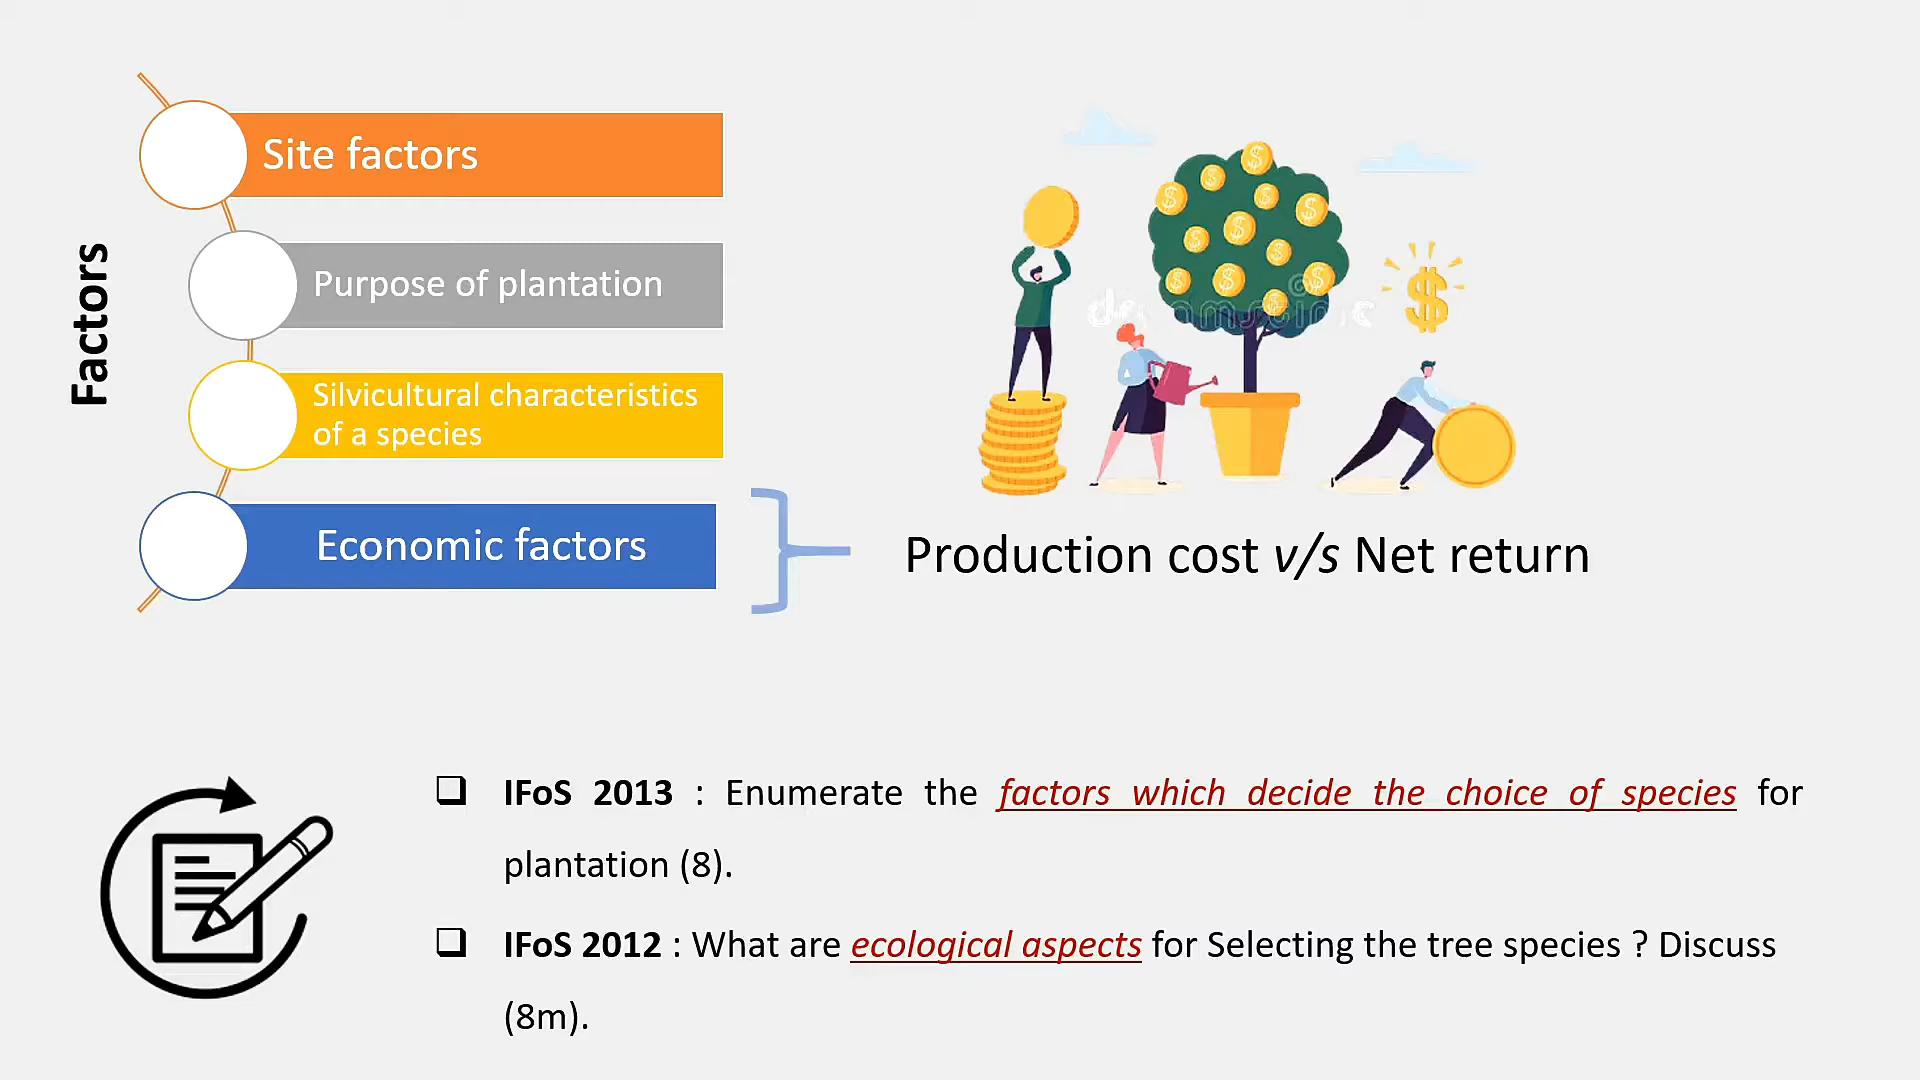 Factors
Site factors
Purpose of plantation
Silvicultural characteristics
of a species
Economic factors
Production cost v/s Net return
❑ IFoS 2013 : Enumerate the factors which decide the choice of species for
plantation (8).
❑ IFoS 2012 : What are ecological aspects for Selecting the tree species ? Discuss
(8m).